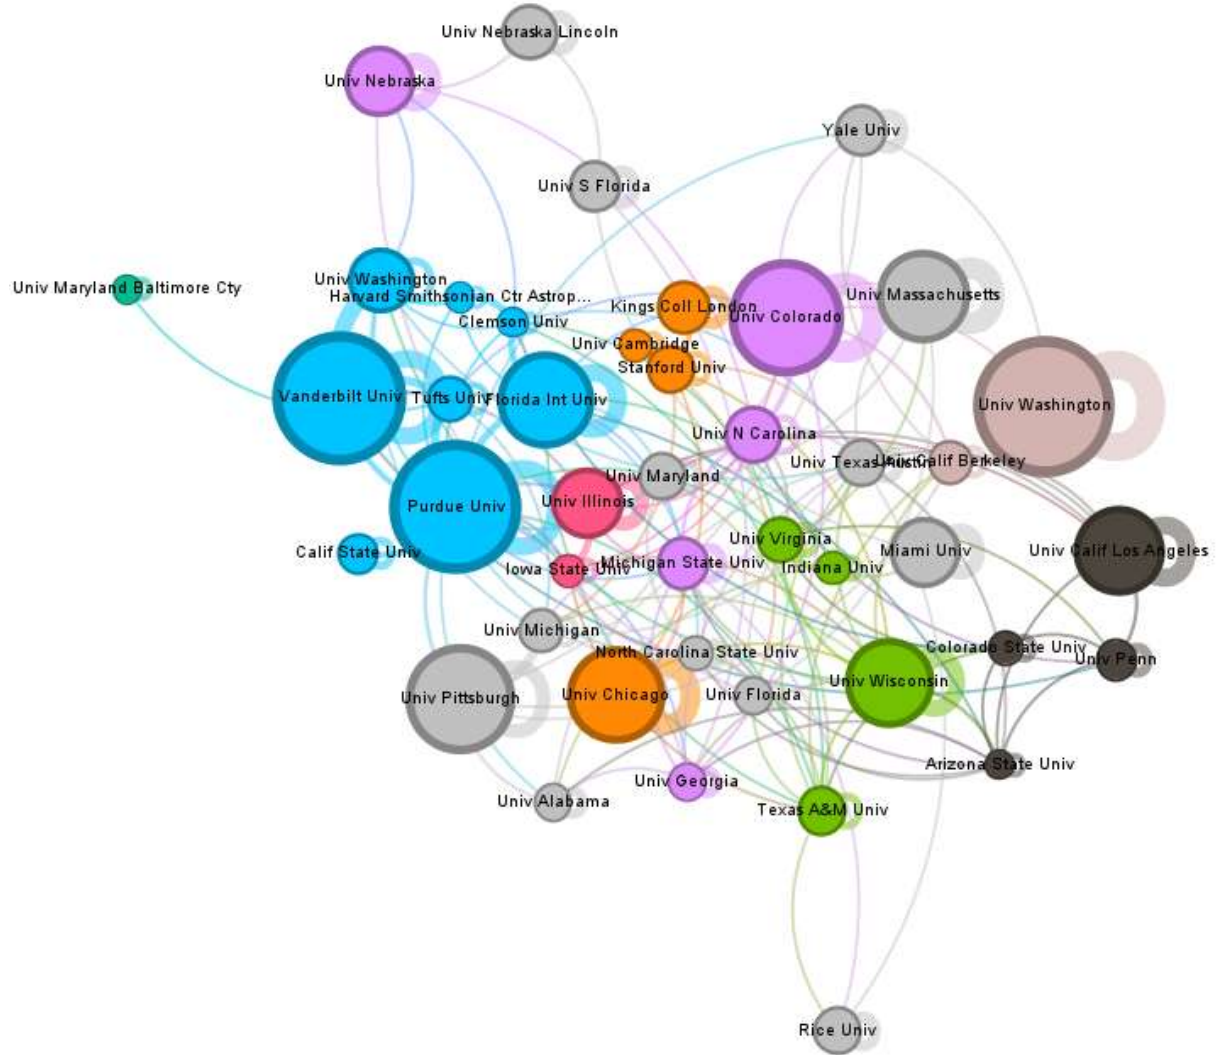 Univ Nebraska Lincoln
Univ Nebraska
Yale Univ
Univ S Florida
Univ Washington
Univ Maryland Baltimore Cty
Harvard Smithsonian Ctr Astrop...
Univ Massachusetts
Kings Coll London
Univ Colorado
Clemson Univ
Univ Cambridge
Stanford Univ
Vanderbilt Univ
Tufts Univ
Florida Int Univ
Univ Washington
Univ N Carolina
Univ Texas Austin
Univ Calif Berkeley
Univ Maryland
Univ Illinois
Purdue Univ
Univ Virginia
Calif State Univ
Miami Univ
Univ Calif Los Angeles
Iowa State Univ
Michigan State Univ
Indiana Univ
Univ Michigan
North Carolina State Univ
Colorado State Univ
Univ Penn
Univ Pittsburgh
Univ Chicago
Univ Florida
Univ Wisconsin
Arizona State Univ
Univ Georgia
Univ Alabama
Texas A&M Univ
Rice Univ